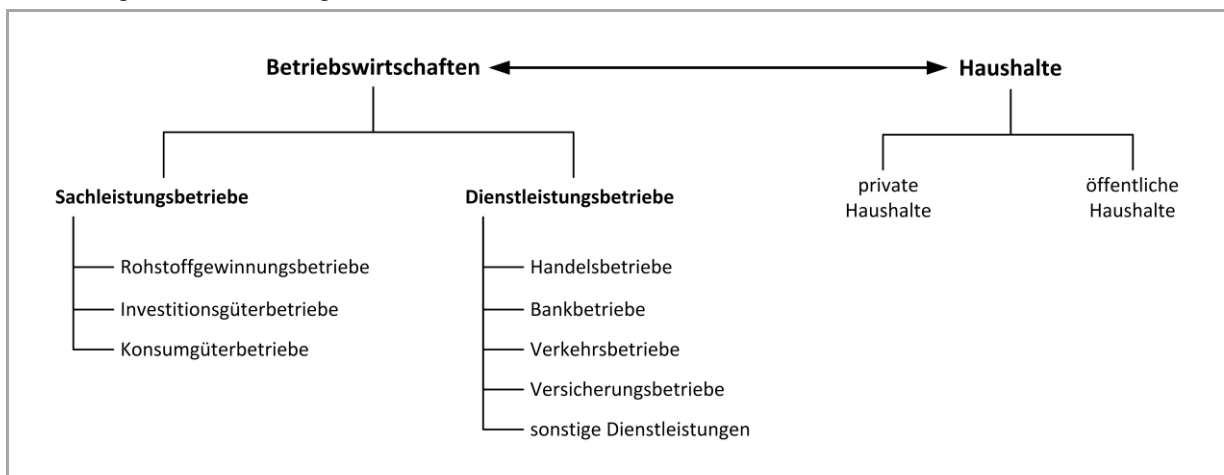 Betriebswirtschaften
Haushalte
Sachleistungsbetriebe
Rohstoffgewinnungsbetriebe
Investitionsgüterbetriebe
Konsumgüterbetriebe
Dienstleistungsbetriebe
Handelsbetriebe
Bankbetriebe
Verkehrsbetriebe
Versicherungsbetriebe
sonstige Dienstleistungen
private
Haushalte
öffentliche
Haushalte